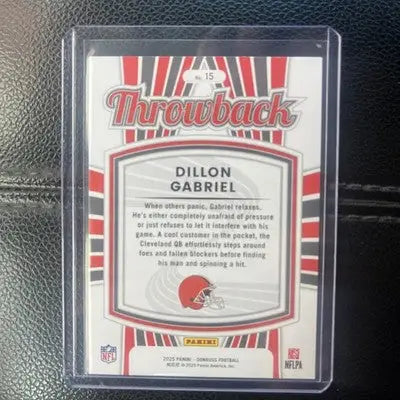 No. 15
Throwback
DILLON
GABRIEL
When others panic, Gabriel relaxes.
He's either completely unafraid of pressure
or just refuses to let it interfere with his
game. A cool customer in the pocket, the
Cleveland QB effortlessly steps around
foes and fallen blockers before finding
his man and spinning a hit.
PANINI
NFL
NFLPA
2025 PANINI - DONRUSS FOOTBALL
© 2025 Panini America, Inc.